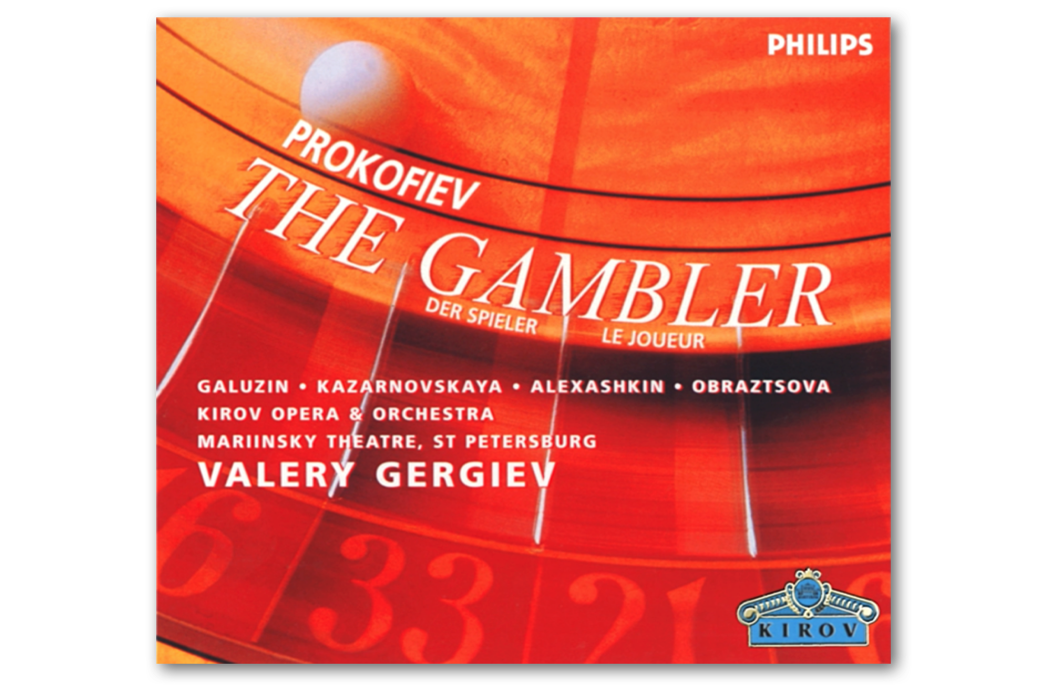 PHILIPS
PROKOFIEV
THE GAMBLER
DER SPIELER LE JOUEUR
GALUZIN • KAZARNOVSKAYA • ALEXASHKIN • OBRAZTSOVA
KIROV OPERA & ORCHESTRA
MARIINSKY THEATRE, ST PETERSBURG
VALERY GERGIEV
33 21
KIROV